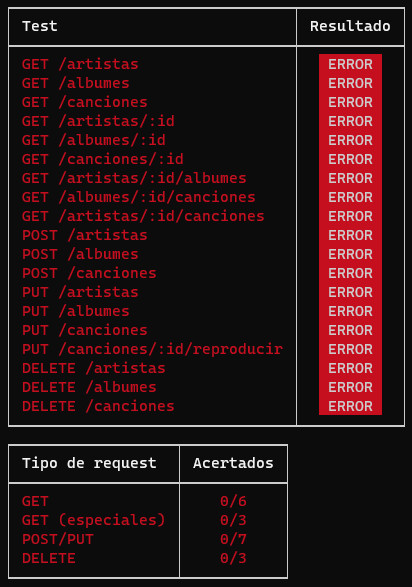 Test Resultado
GET /artistas ERROR
GET /albumes ERROR
GET /canciones ERROR
GET /artistas/:id ERROR
GET /albumes/:id ERROR
GET /canciones/:id ERROR
GET /artistas/:id/albumes ERROR
GET /albumes/:id/canciones ERROR
GET /artistas/:id/canciones ERROR
POST /artistas ERROR
POST /albumes ERROR
POST /canciones ERROR
PUT /artistas ERROR
PUT /albumes ERROR
PUT /canciones ERROR
PUT /canciones/:id/reproducir ERROR
DELETE /artistas ERROR
DELETE /albumes ERROR
DELETE /canciones ERROR
Tipo de request Acertados
GET 0/6
GET (especiales) 0/3
POST/PUT 0/7
DELETE 0/3